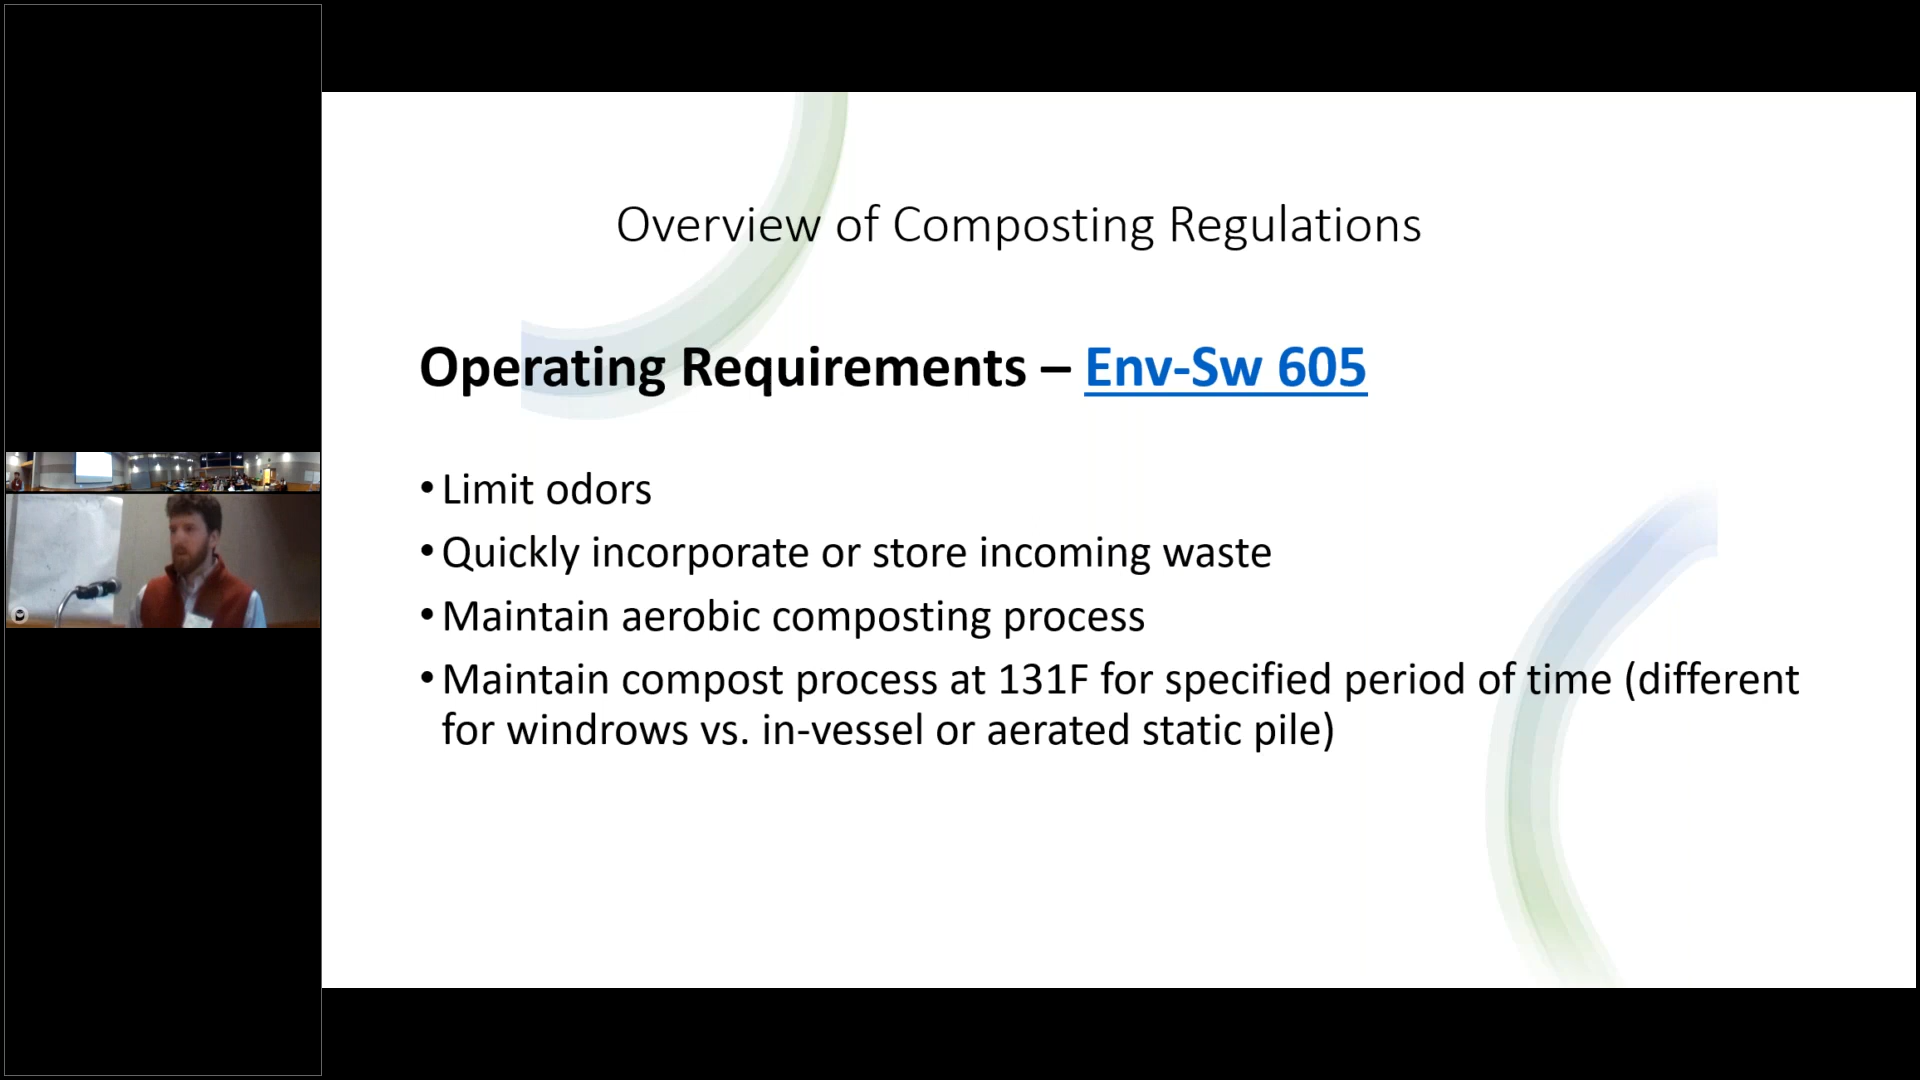 Overview of Composting Regulations
Operating Requirements – Env-Sw 605
•Limit odors
•Quickly incorporate or store incoming waste
•Maintain aerobic composting process
•Maintain compost process at 131F for specified period of time (different
for windrows vs. in-vessel or aerated static pile)